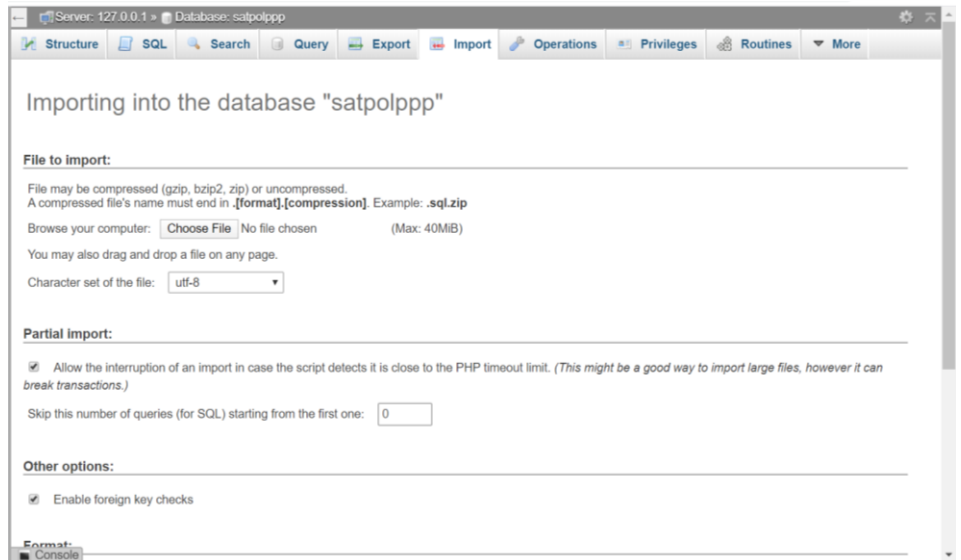 Server: 127.0.0.1 » Database: satpolppp
Structure SQL Search Query Export Import Operations Privileges Routines More
Importing into the database "satpolppp"
File to import:
File may be compressed (gzip, bzip2, zip) or uncompressed.
A compressed file's name must end in .[format].[compression]. Example: .sql.zip
Browse your computer: Choose File No file chosen (Max: 40MiB)
You may also drag and drop a file on any page.
Character set of the file: utf-8
Partial import:
Allow the interruption of an import in case the script detects it is close to the PHP timeout limit. (This might be a good way to import large files, however it can
break transactions.)
Skip this number of queries (for SQL) starting from the first one: 0
Other options:
Enable foreign key checks
Format:
Console